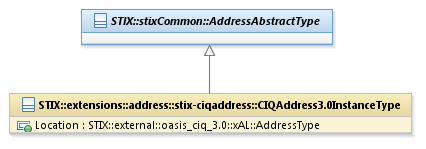 STIX::stixCommon::AddressAbstractType
STIX::extensions::address::stix-ciqaddress::CIQAddress3.0InstanceType
Location : STIX::external::oasis_ciq_3.0::xAL::AddressType